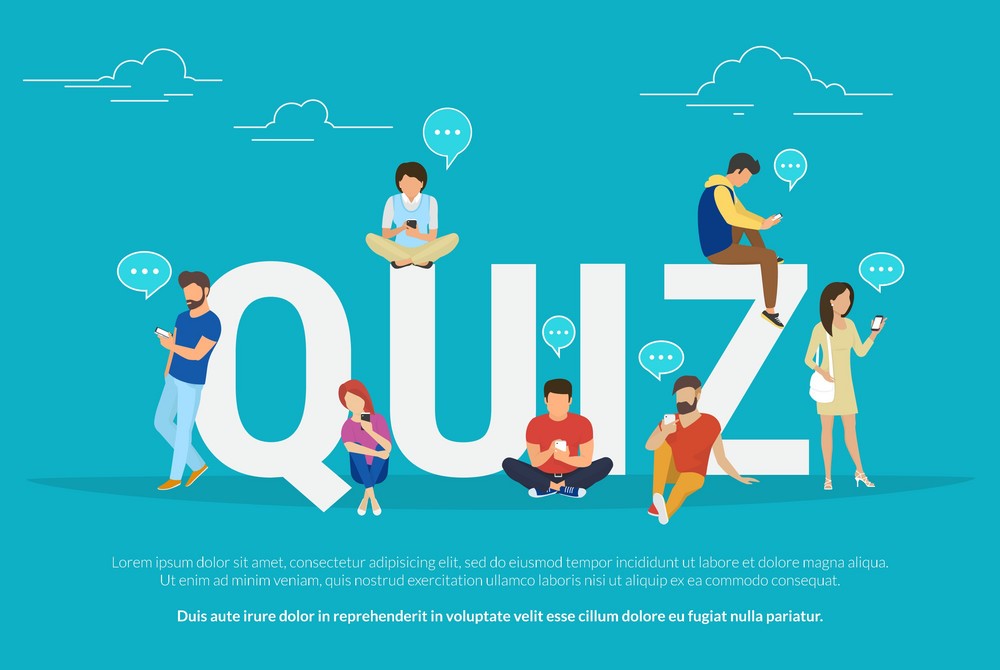 QUIZ
Lorem ipsum dolor sit amet, consectetur adipisicing elit, sed do eiusmod tempor incididunt ut labore et dolore magna aliqua.
Ut enim ad minim veniam, quis nostrud exercitation ullamco laboris nisi ut aliquip ex ea commodo consequat.
Duis aute irure dolor in reprehenderit in voluptate velit esse cillum dolore eu fugiat nulla pariatur.